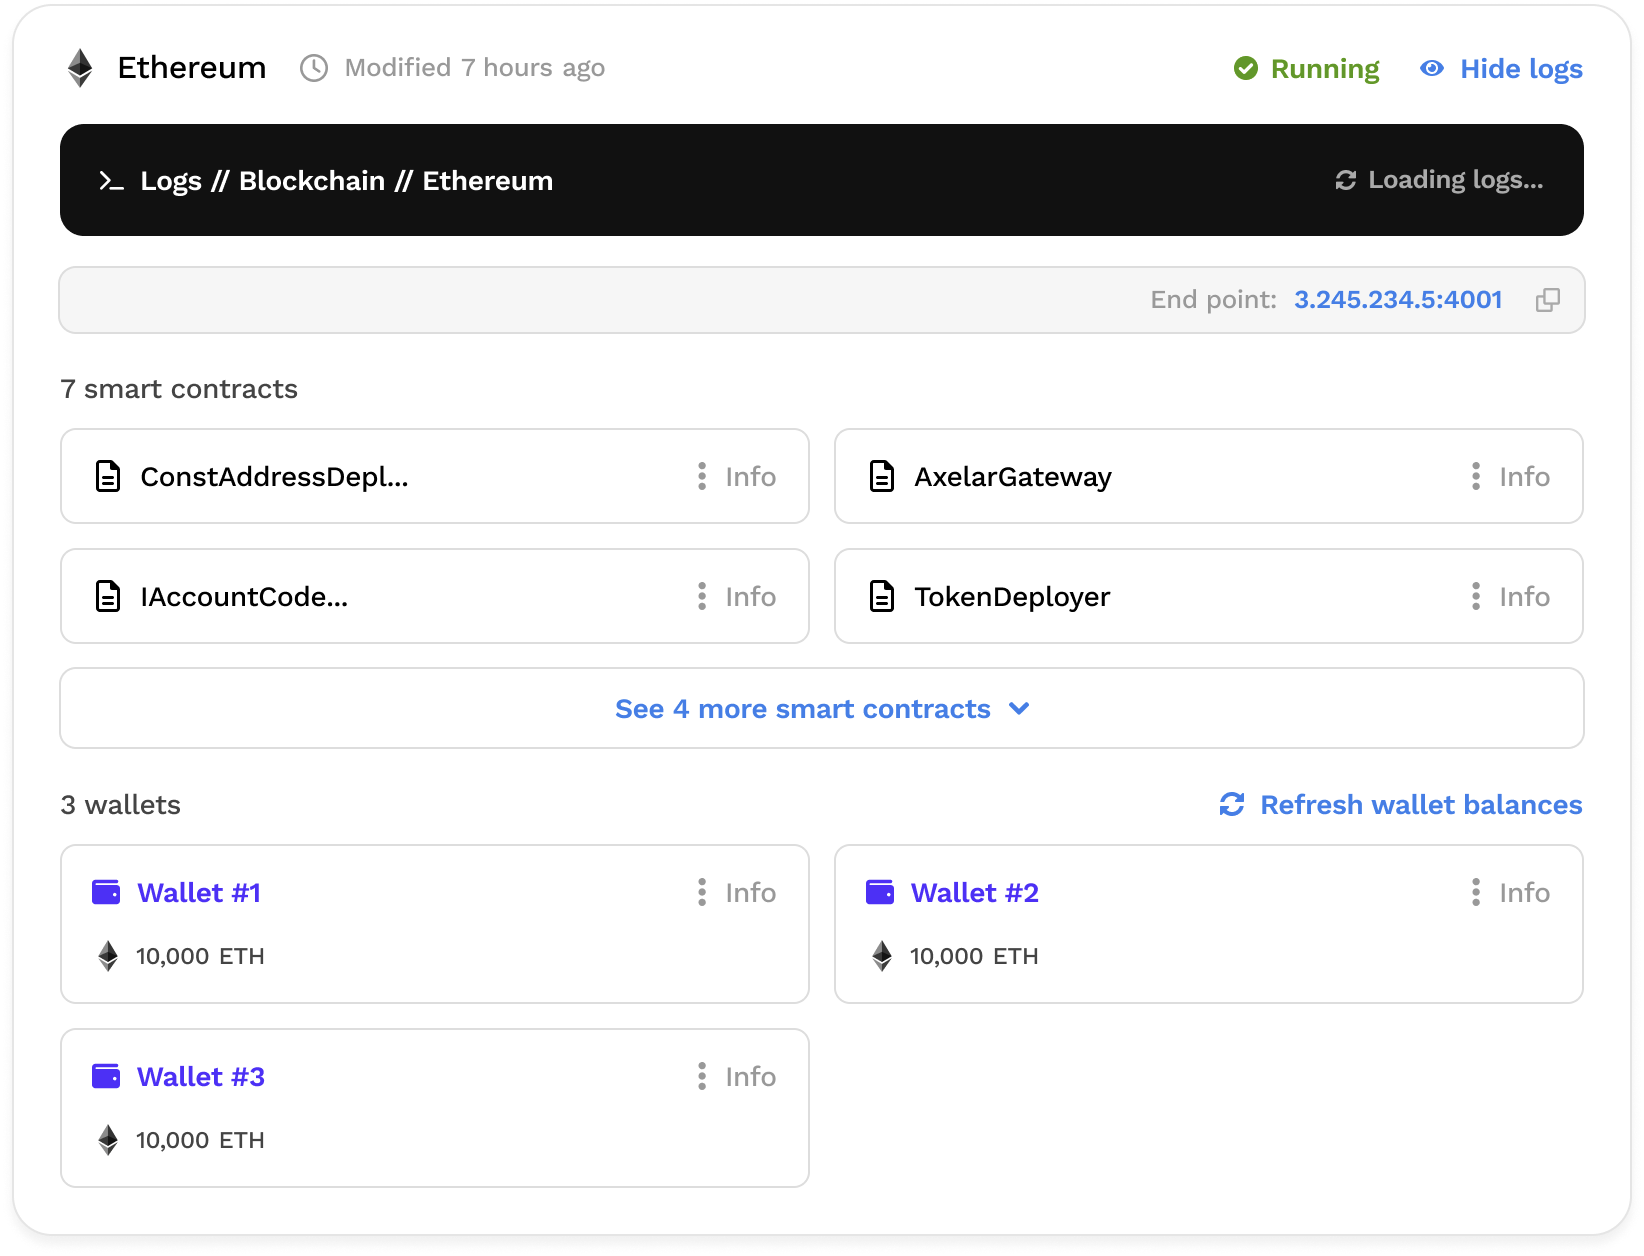 Ethereum Modified 7 hours ago Running Hide logs
>_ Logs // Blockchain // Ethereum Loading logs...
End point: 3.245.234.5:4001
7 smart contracts
ConstAddressDepl... Info AxelarGateway Info
IAccountCode... Info TokenDeployer Info
See 4 more smart contracts
3 wallets Refresh wallet balances
Wallet #1 Info Wallet #2 Info
10,000 ETH 10,000 ETH
Wallet #3 Info
10,000 ETH